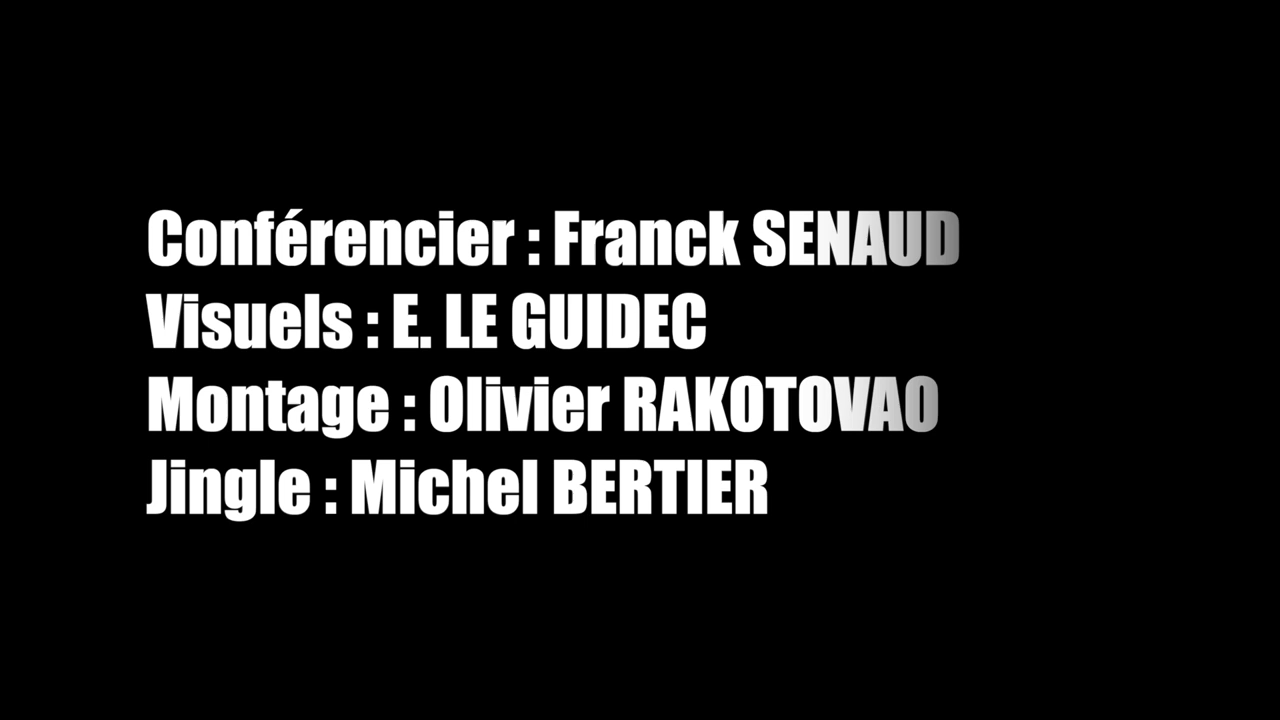 Conférencier : Franck SENAUD
Visuels : E. LE GUIDEC
Montage : Olivier RAKOTOVAO
Jingle : Michel BERTIER